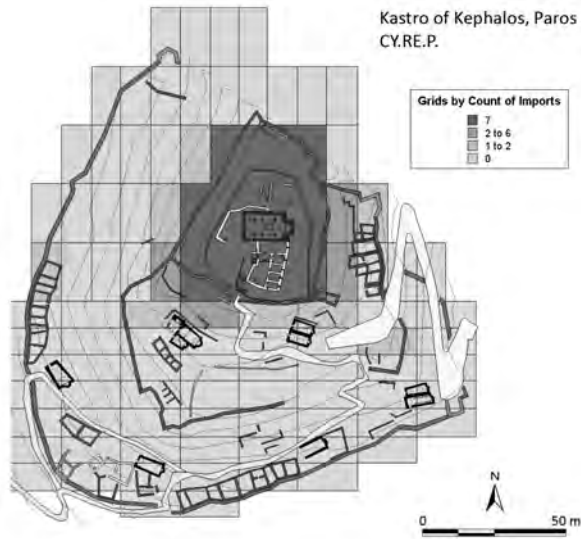 Kastro of Kephalos, Paros
CY.RE.P.
Grids by Count of Imports
7
2 to 6
1 to 2
0
N
0 50 m